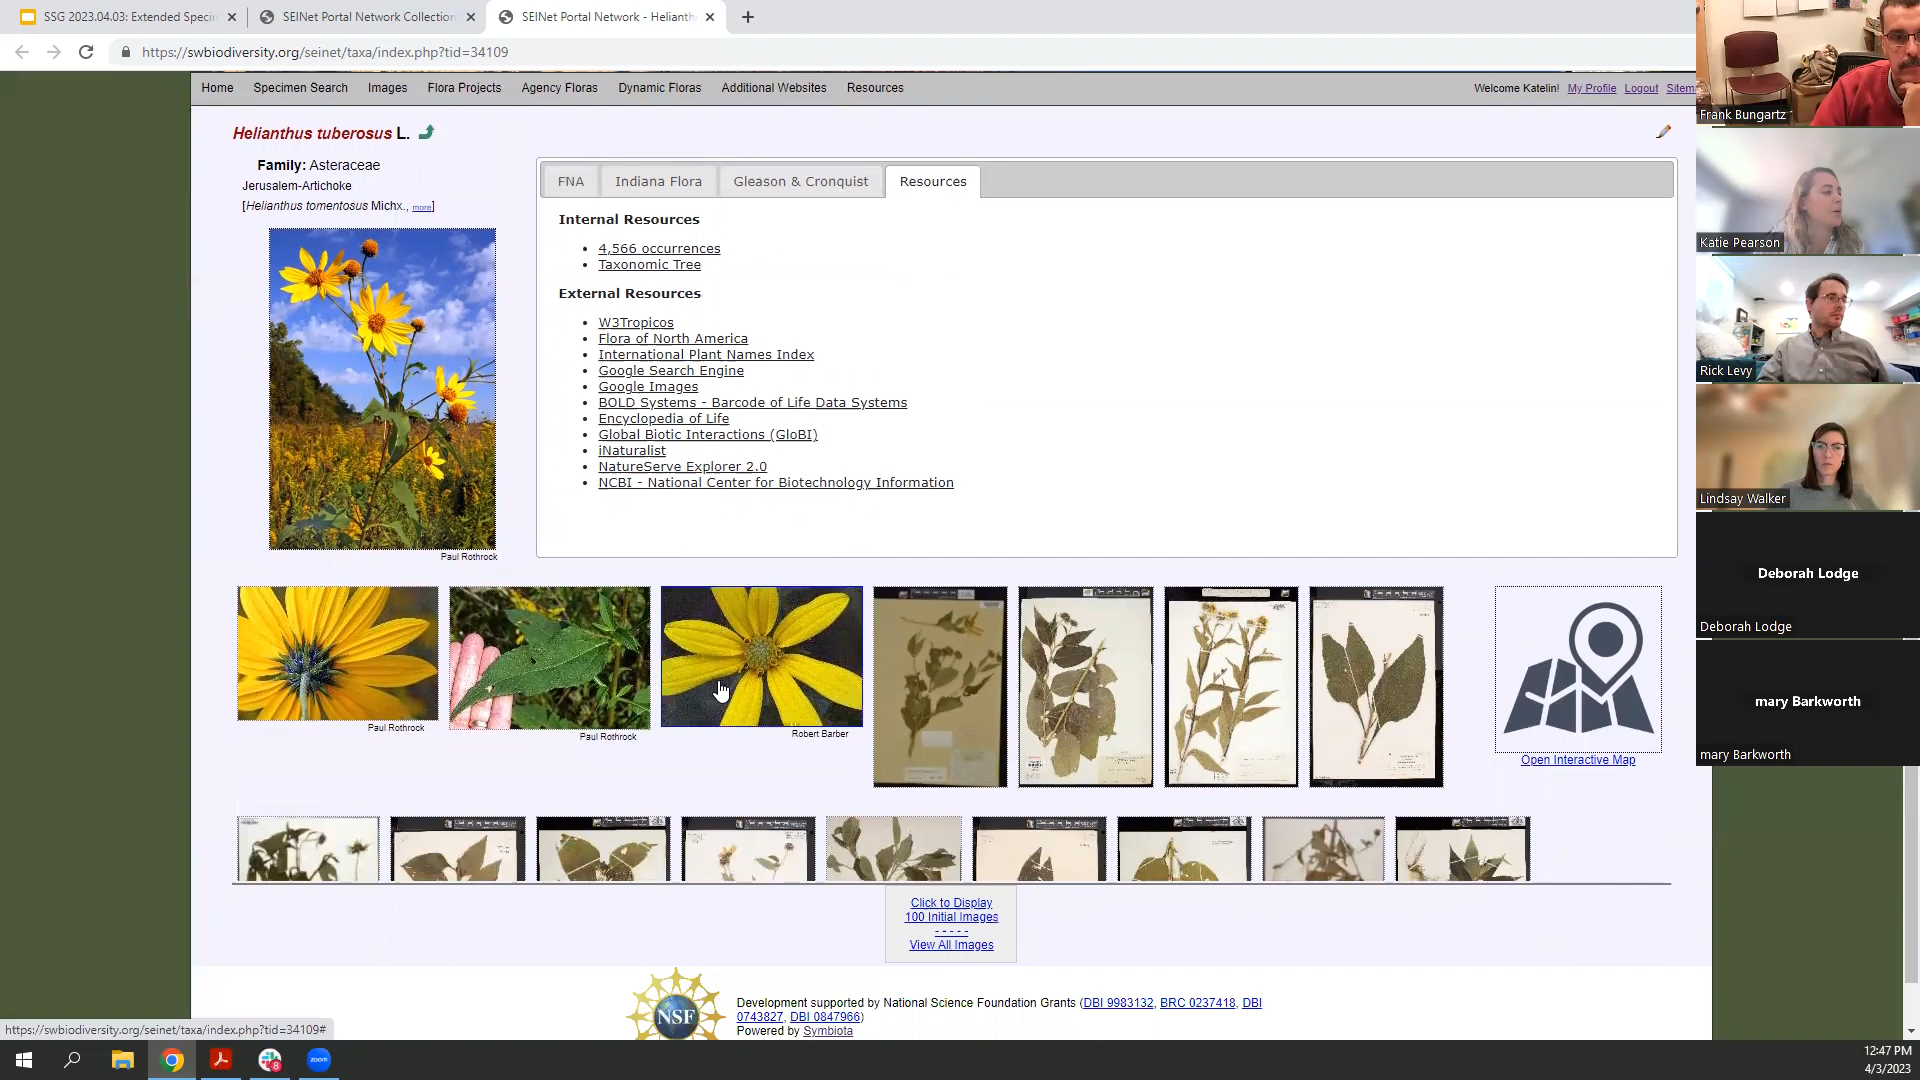 SSG 2023.04.03: Extended Speci
SEINet Portal Network Collection
SEINet Portal Network - Helianth
https://swbiodiversity.org/seinet/taxa/index.php?tid=34109
Home Specimen Search Images Flora Projects Agency Floras Dynamic Floras Additional Websites Resources
Welcome Katelin! My Profile Logout Sitem
Helianthus tuberosus L.
Family: Asteraceae
Jerusalem-Artichoke
[Helianthus tomentosus Michx., more]
Paul Rothrock
FNA Indiana Flora Gleason & Cronquist Resources
Internal Resources
4,566 occurrences
Taxonomic Tree
External Resources
W3Tropicos
Flora of North America
International Plant Names Index
Google Search Engine
Google Images
BOLD Systems - Barcode of Life Data Systems
Encyclopedia of Life
Global Biotic Interactions (GloBI)
iNaturalist
NatureServe Explorer 2.0
NCBI - National Center for Biotechnology Information
Paul Rothrock
Paul Rothrock
Robert Barber
Open Interactive Map
Click to Display
100 Initial Images
- - - - -
View All Images
NSF
Development supported by National Science Foundation Grants (DBI 9983132, BRC 0237418, DBI
0743827, DBI 0847966)
Powered by Symbiota
https://swbiodiversity.org/seinet/taxa/index.php?tid=34109#
Frank Bungartz
Katie Pearson
Rick Levy
Lindsay Walker
Deborah Lodge
Deborah Lodge
mary Barkworth
mary Barkworth
8
zoom
12:47 PM
4/3/2023